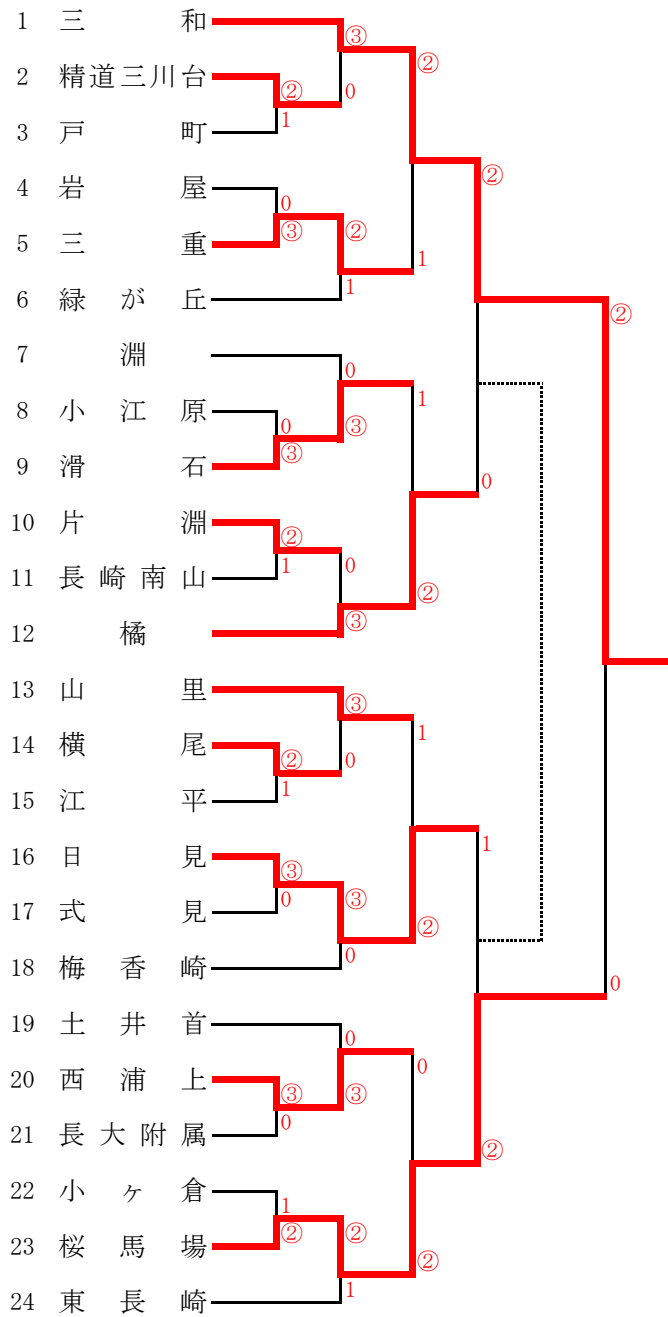 1 三和
③
2 精道三川台
②
②
0
3 戸町
1
②
4 岩屋
0
5 三重
③
②
1
6 緑が丘
1
②
7 淵
0
1
8 小江原
0
③
9 滑石
③
0
10 片淵
②
11 長崎南山
1
0
②
12 橘
③
13 山里
③
1
14 横尾
②
0
15 江平
1
1
16 日見
③
17 式見
0
③
②
18 梅香崎
0
0
19 土井首
0
0
20 西浦上
③
③
21 長大附属
0
②
22 小ヶ倉
1
23 桜馬場
②
②
②
24 東長崎
1